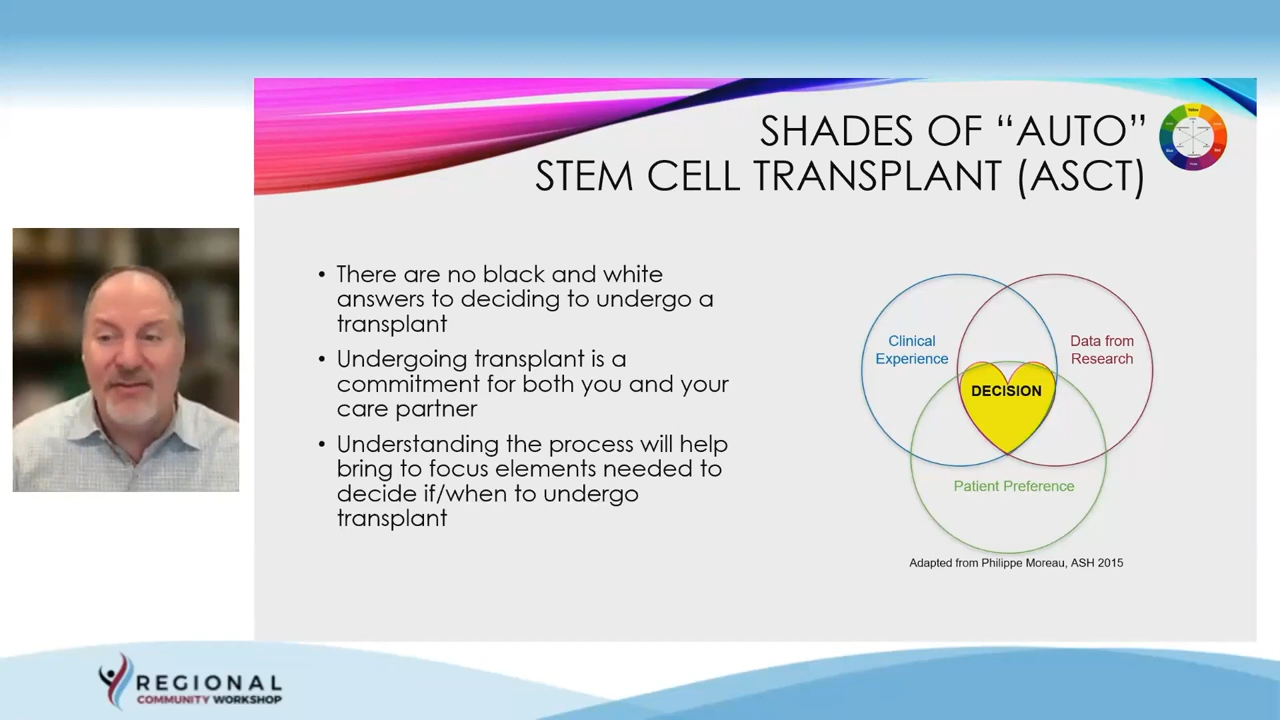 SHADES OF “AUTO”
STEM CELL TRANSPLANT (ASCT)
• There are no black and white
answers to deciding to undergo a
transplant
• Undergoing transplant is a
commitment for both you and your
care partner
• Understanding the process will help
bring to focus elements needed to
decide if/when to undergo
transplant
Clinical
Experience
Data from
Research
DECISION
Patient Preference
Adapted from Philippe Moreau, ASH 2015
REGIONAL
COMMUNITY WORKSHOP